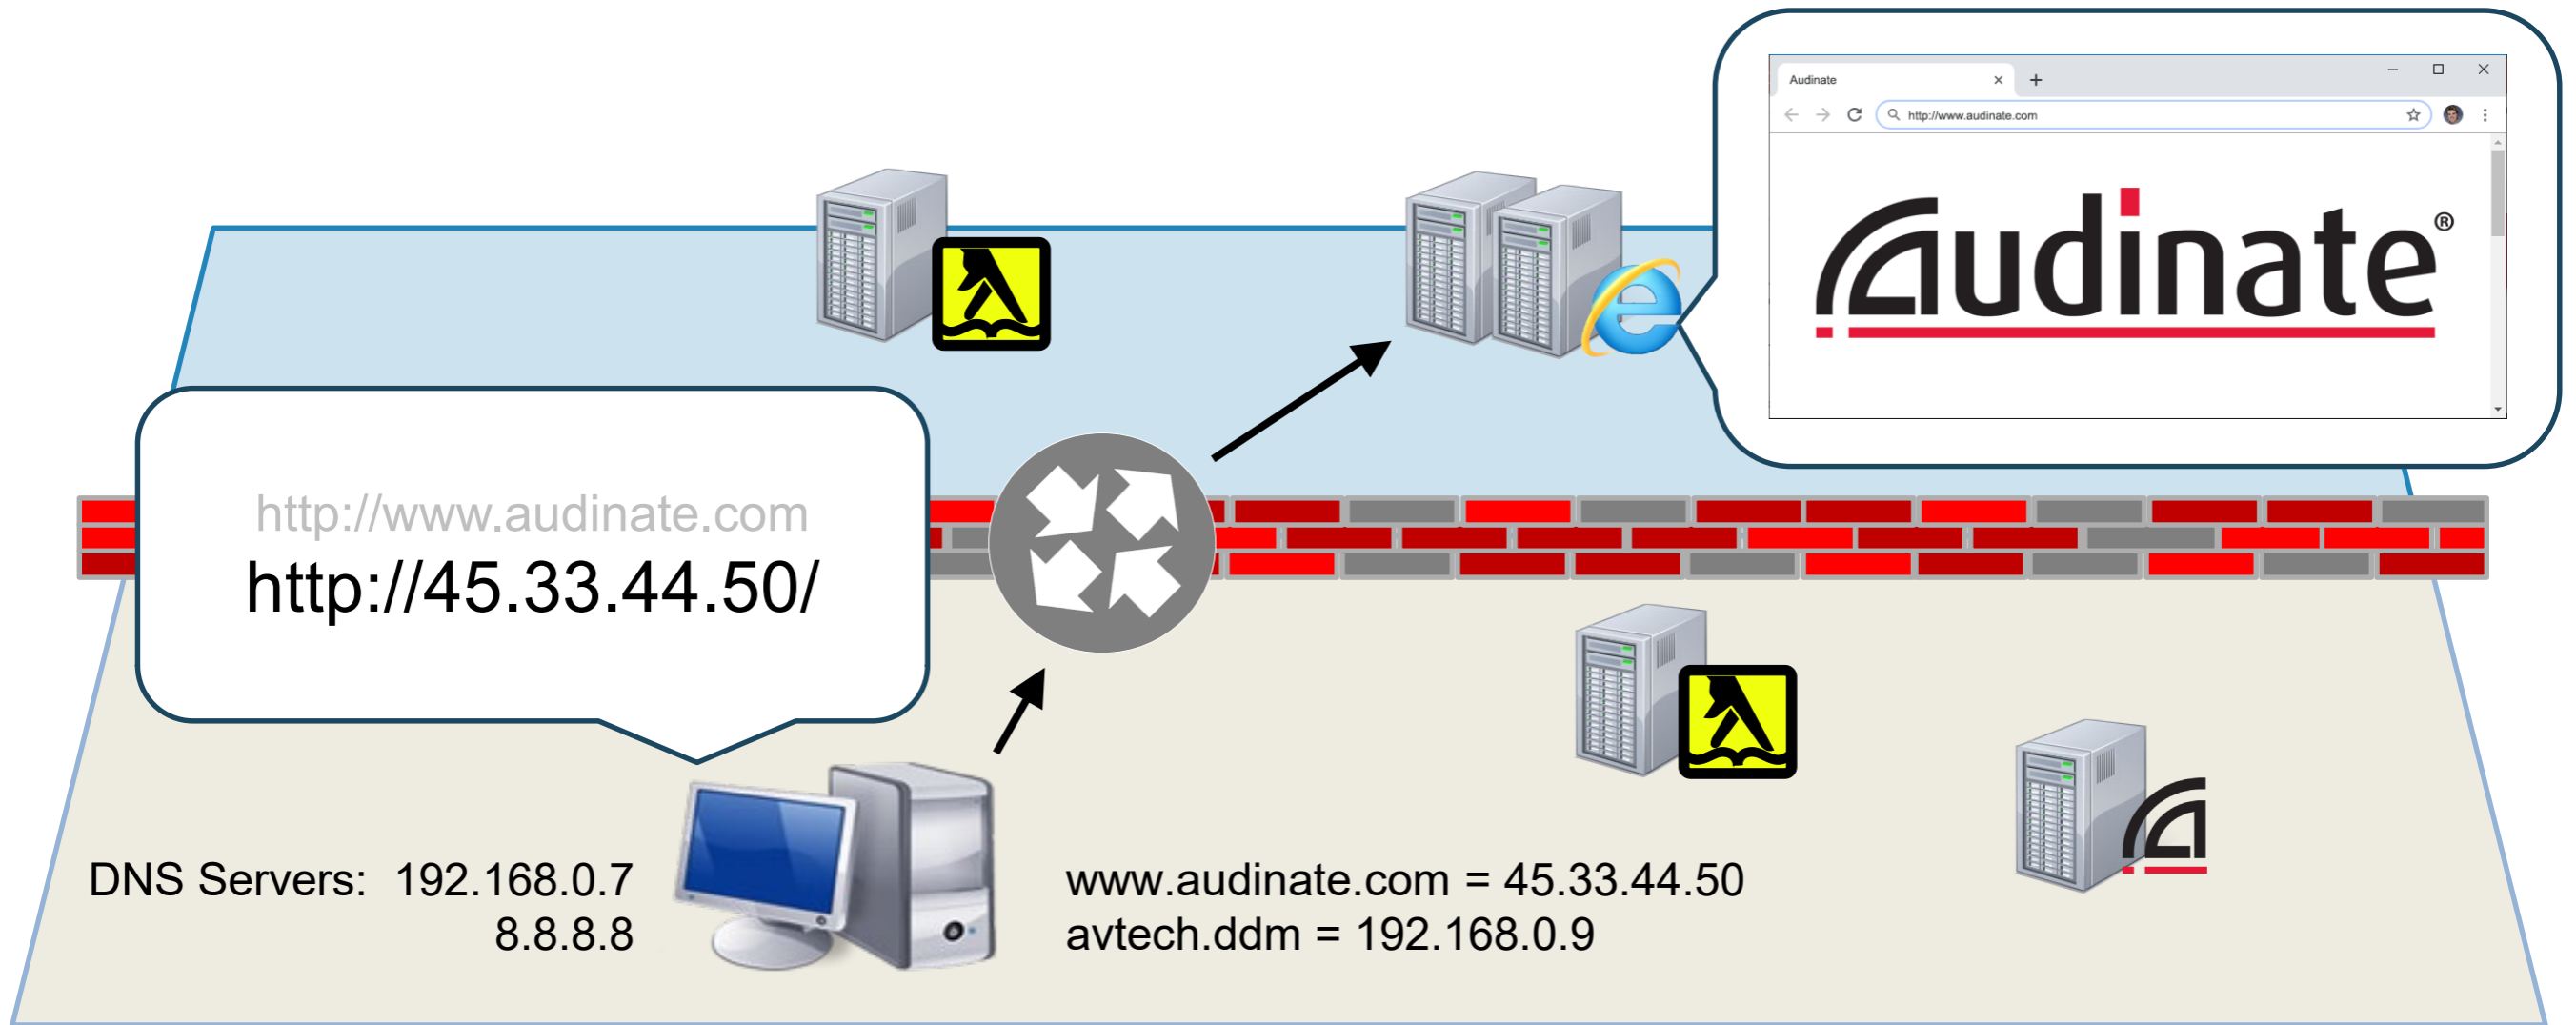 Audinate
http://www.audinate.com
audinate®
http://www.audinate.com
http://45.33.44.50/
DNS Servers: 192.168.0.7
8.8.8.8
www.audinate.com = 45.33.44.50
avtech.ddm = 192.168.0.9